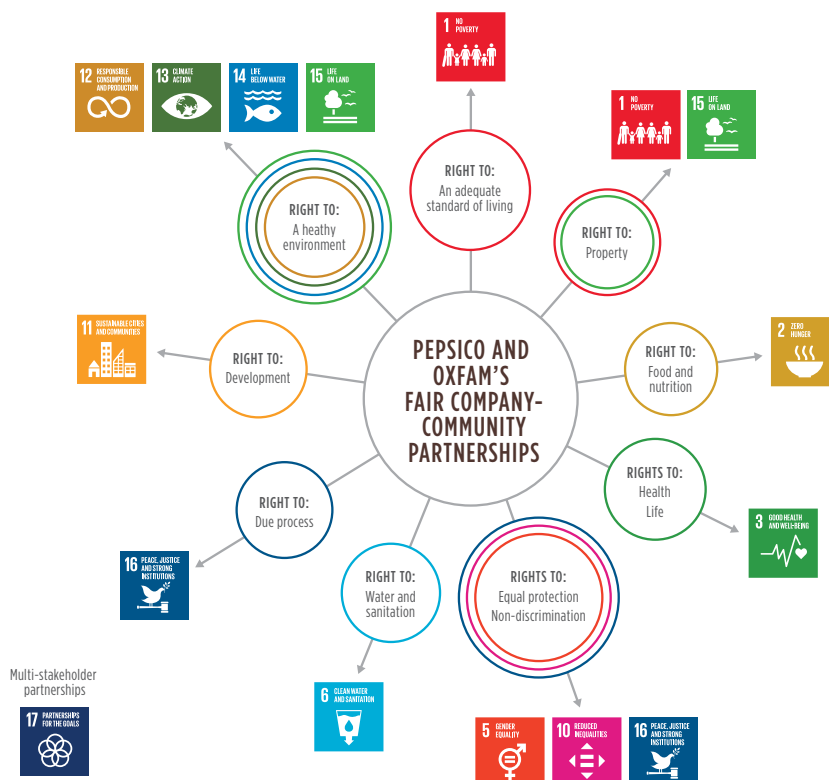 1 NO
POVERTY
12 RESPONSIBLE
CONSUMPTION
AND PRODUCTION
13 CLIMATE
ACTION
14 LIFE
BELOW WATER
15 LIFE
ON LAND
1 NO
POVERTY
15 LIFE
ON LAND
RIGHT TO:
An adequate
standard of living
RIGHT TO:
A heathy
environment
RIGHT TO:
Property
11 SUSTAINABLE CITIES
AND COMMUNITIES
RIGHT TO:
Development
PEPSICO AND
OXFAM'S
FAIR COMPANY-
COMMUNITY
PARTNERSHIPS
RIGHT TO:
Food and
nutrition
2 ZERO
HUNGER
RIGHTS TO:
Health
Life
3 GOOD HEALTH
AND WELL-BEING
RIGHT TO:
Due process
16 PEACE, JUSTICE
AND STRONG
INSTITUTIONS
RIGHT TO:
Water and
sanitation
RIGHTS TO:
Equal protection
Non-discrimination
6 CLEAN WATER
AND SANITATION
5 GENDER
EQUALITY
10 REDUCED
INEQUALITIES
16 PEACE, JUSTICE
AND STRONG
INSTITUTIONS
Multi-stakeholder
partnerships
17 PARTNERSHIPS
FOR THE GOALS